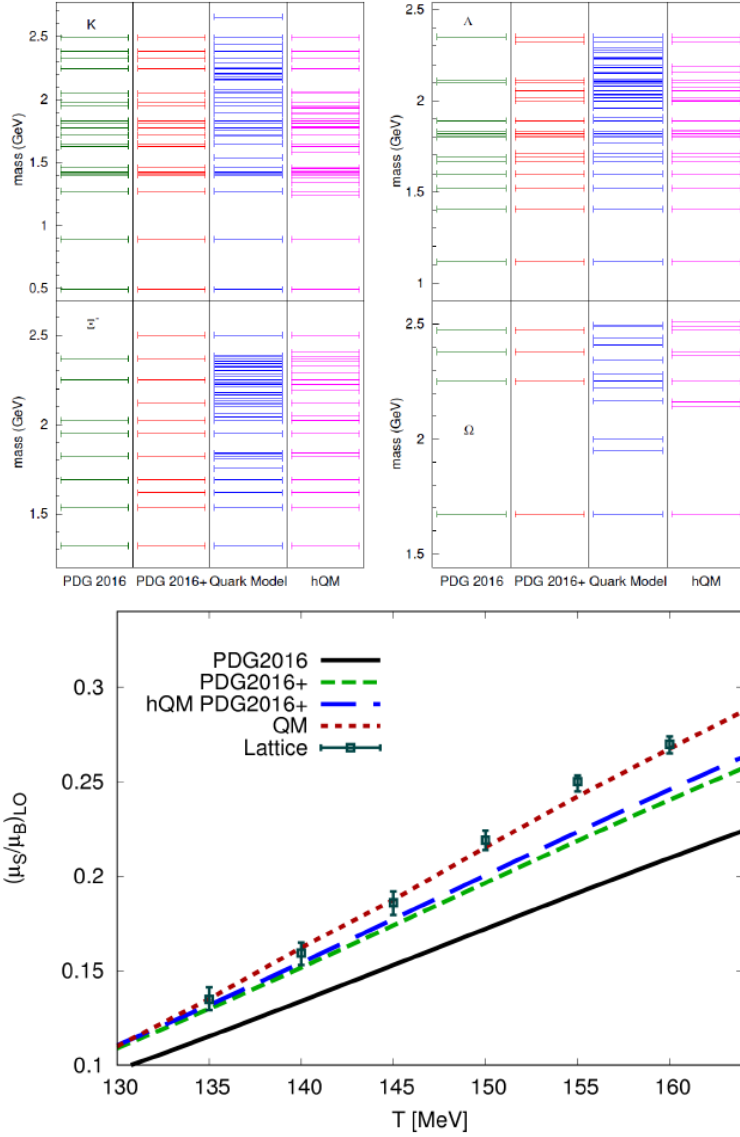 K
mass (GeV)
2.5
2
1.5
1
0.5
Ξ⁻
mass (GeV)
2.5
2
1.5
PDG 2016
PDG 2016+
Quark Model
hQM
Λ
mass (GeV)
2.5
2
1.5
1
Ω
mass (GeV)
2.5
2
1.5
PDG 2016
PDG 2016+
Quark Model
hQM
PDG2016
PDG2016+
hQM PDG2016+
QM
Lattice
(μS/μB)LO
0.3
0.25
0.2
0.15
0.1
130
135
140
145
150
155
160
T [MeV]